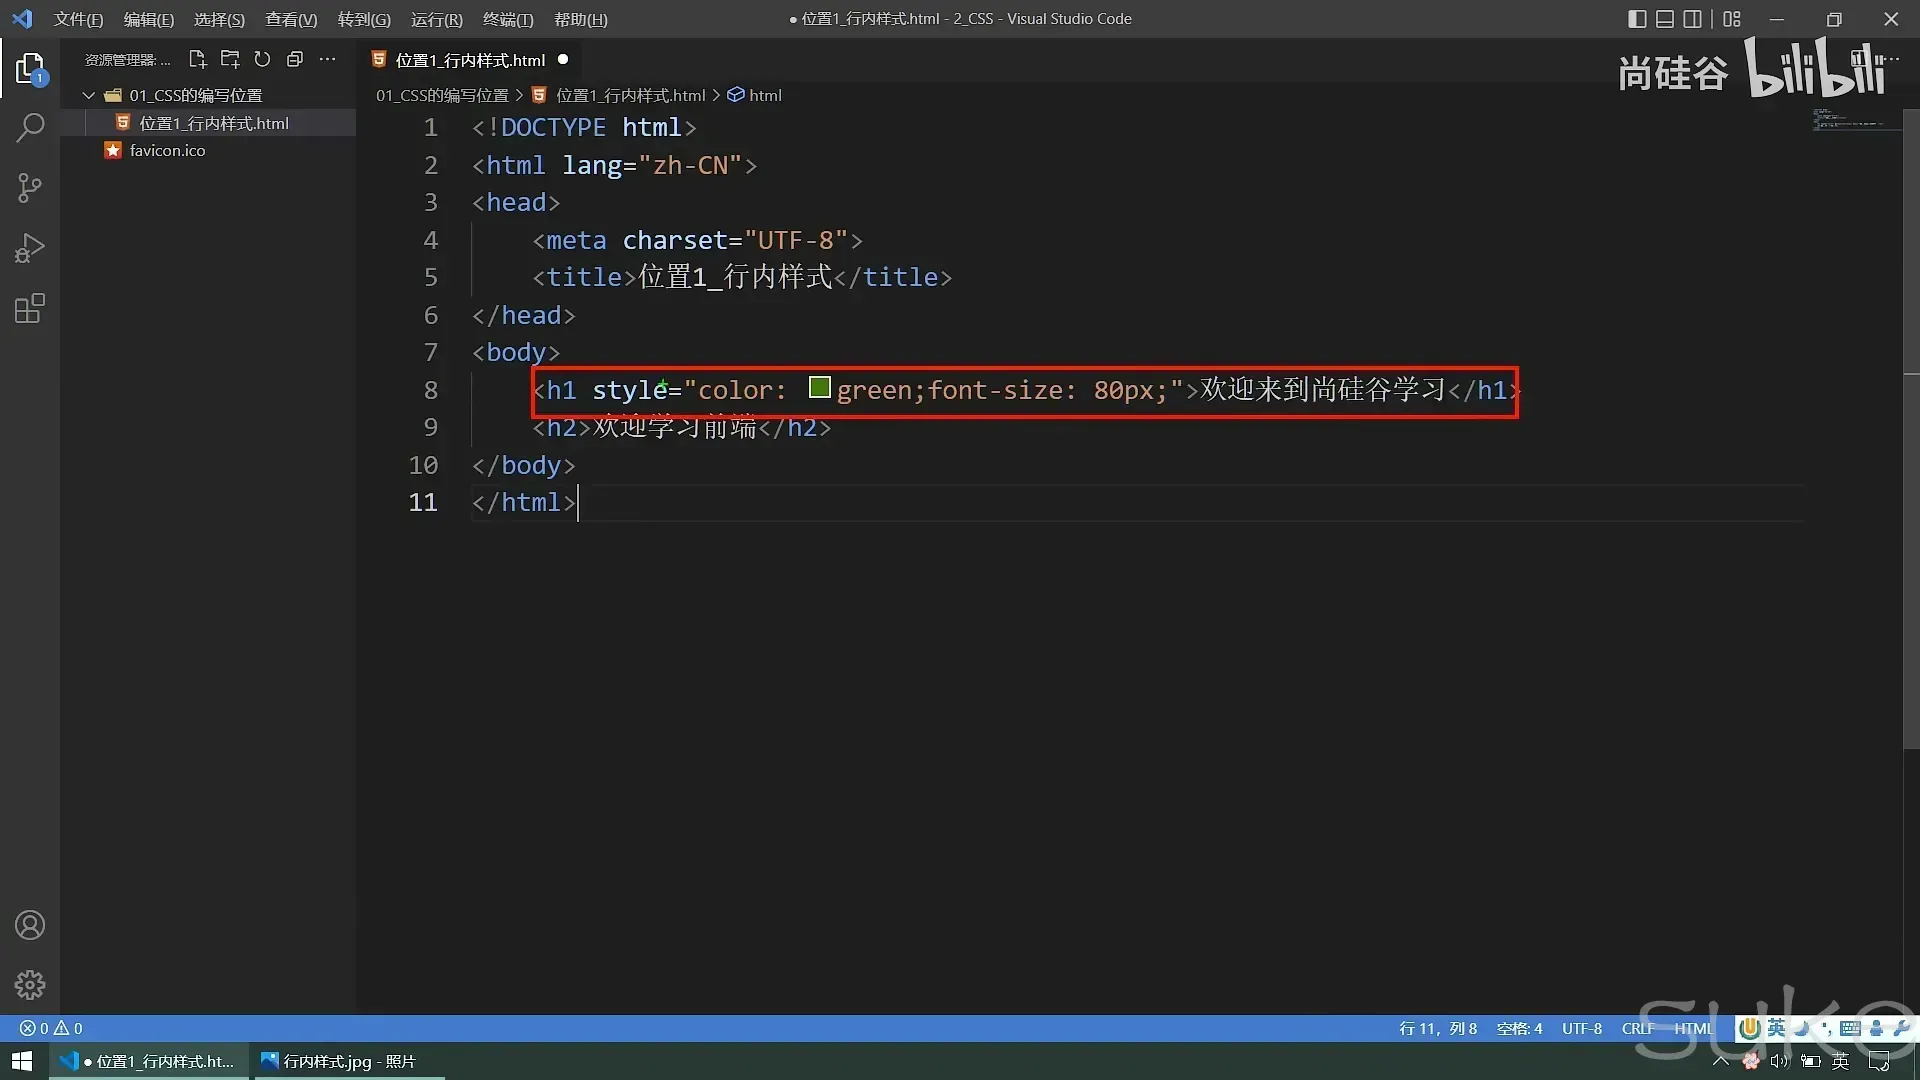 文件(F) 编辑(E) 选择(S) 查看(V) 转到(G) 运行(R) 终端(T) 帮助(H)
● 位置1_行内样式.html - 2_CSS - Visual Studio Code
资源管理器: ...
位置1_行内样式.html
尚硅谷 bilibili
1
01_CSS的编写位置
01_CSS的编写位置 > 位置1_行内样式.html > html
位置1_行内样式.html
favicon.ico
1 <!DOCTYPE html>
2 <html lang="zh-CN">
3 <head>
4 <meta charset="UTF-8">
5 <title>位置1_行内样式</title>
6 </head>
7 <body>
8 <h1 style="color: green;font-size: 80px;">欢迎来到尚硅谷学习</h1>
9 <h2>欢迎学习前端</h2>
10 </body>
11 </html>
0 0
行 11, 列 8 空格: 4 UTF-8 CRLF HTML
英
suke
● 位置1_行内样式.ht...
行内样式.jpg - 照片
英